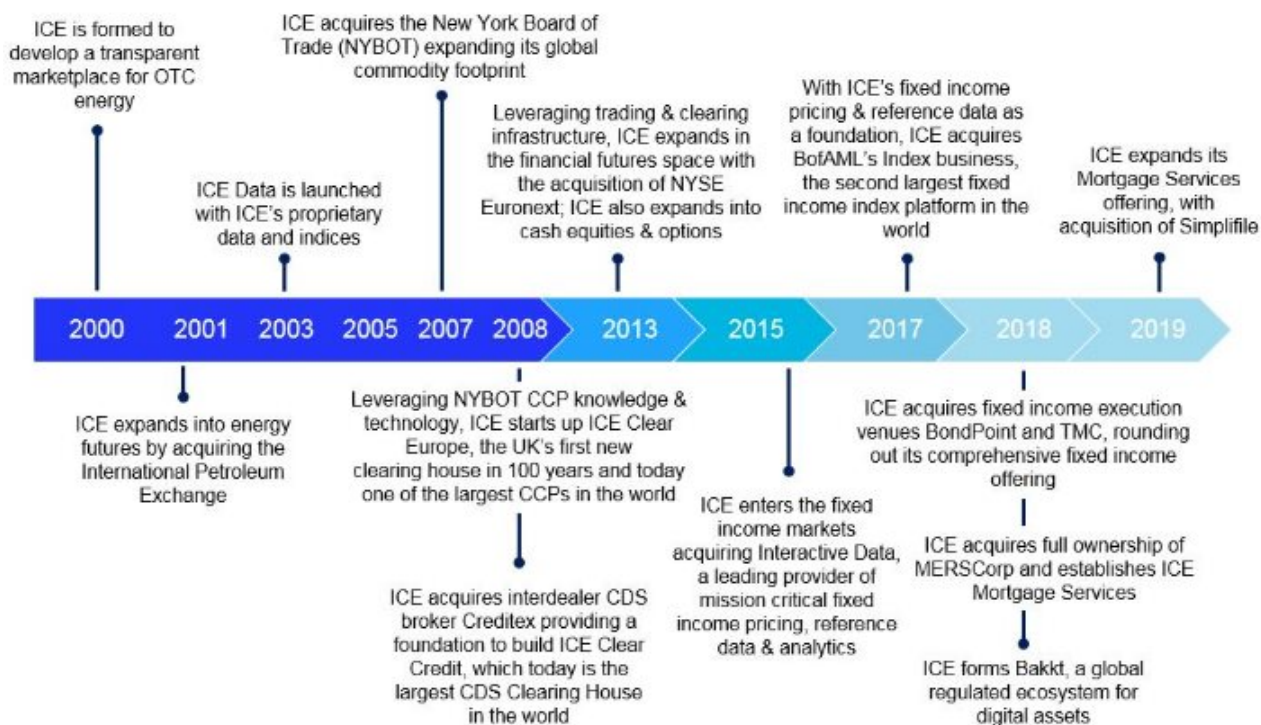 ICE is formed to
develop a transparent
marketplace for OTC
energy
ICE acquires the New York Board of
Trade (NYBOT) expanding its global
commodity footprint
ICE Data is launched
with ICE's proprietary
data and indices
Leveraging trading & clearing
infrastructure, ICE expands in
the financial futures space with
the acquisition of NYSE
Euronext; ICE also expands into
cash equities & options
With ICE's fixed income
pricing & reference data as
a foundation, ICE acquires
BofAML's Index business,
the second largest fixed
income index platform in the
world
ICE expands its
Mortgage Services
offering, with
acquisition of Simplifile
2000 2001 2003 2005 2007 2008 2013 2015 2017 2018 2019
ICE expands into energy
futures by acquiring the
International Petroleum
Exchange
Leveraging NYBOT CCP knowledge &
technology, ICE starts up ICE Clear
Europe, the UK's first new
clearing house in 100 years and today
one of the largest CCPs in the world
ICE acquires interdealer CDS
broker Creditex providing a
foundation to build ICE Clear
Credit, which today is the
largest CDS Clearing House
in the world
ICE enters the fixed
income markets
acquiring Interactive Data,
a leading provider of
mission critical fixed
income pricing, reference
data & analytics
ICE acquires fixed income execution
venues BondPoint and TMC, rounding
out its comprehensive fixed income
offering
ICE acquires full ownership of
MERSCorp and establishes ICE
Mortgage Services
ICE forms Bakkt, a global
regulated ecosystem for
digital assets